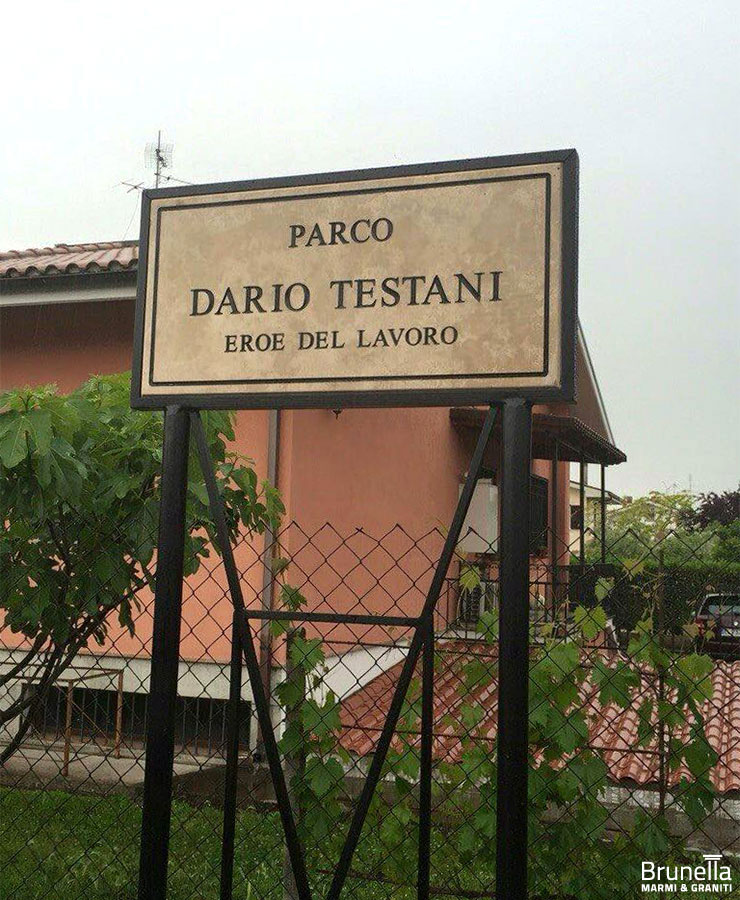 PARCO
DARIO TESTANI
EROE DEL LAVORO
Brunella
MARMI & GRANITI